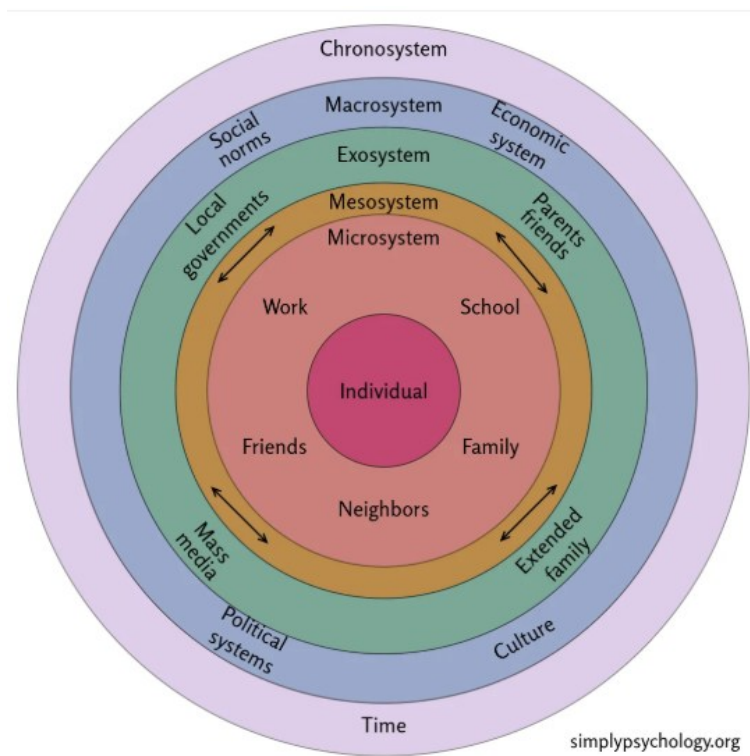 Chronosystem
Macrosystem
Social
norms
Economic
system
Exosystem
Local
governments
Parents
friends
Mesosystem
Microsystem
Work
School
Individual
Friends
Family
Neighbors
Mass
media
Extended
family
Political
systems
Culture
Time
simplypsychology.org